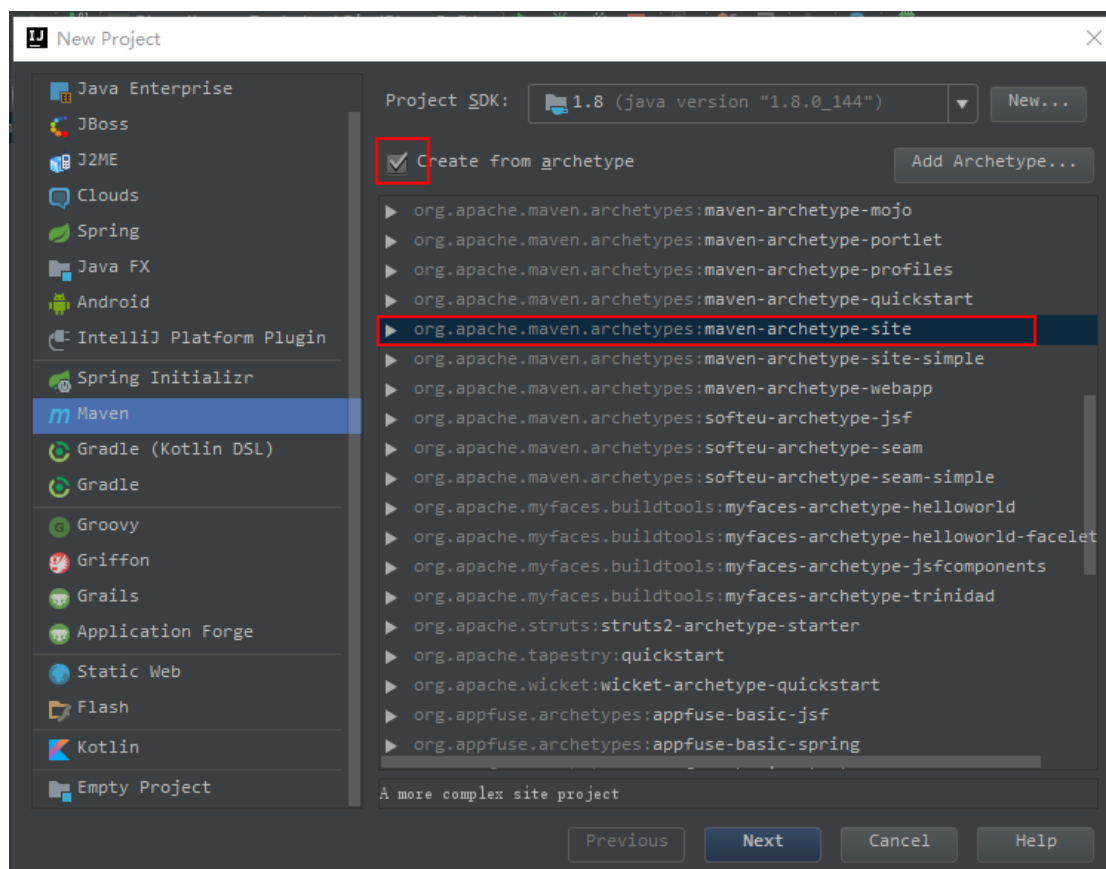 New Project
Java Enterprise
JBoss
J2ME
Clouds
Spring
Java FX
Android
IntelliJ Platform Plugin
Spring Initializr
Maven
Gradle (Kotlin DSL)
Gradle
Groovy
Griffon
Grails
Application Forge
Static Web
Flash
Kotlin
Empty Project
Project SDK: 1.8 (java version "1.8.0_144") New...
Create from archetype Add Archetype...
org.apache.maven.archetypes:maven-archetype-mojo
org.apache.maven.archetypes:maven-archetype-portlet
org.apache.maven.archetypes:maven-archetype-profiles
org.apache.maven.archetypes:maven-archetype-quickstart
org.apache.maven.archetypes:maven-archetype-site
org.apache.maven.archetypes:maven-archetype-site-simple
org.apache.maven.archetypes:maven-archetype-webapp
org.apache.maven.archetypes:softeu-archetype-jsf
org.apache.maven.archetypes:softeu-archetype-seam
org.apache.maven.archetypes:softeu-archetype-seam-simple
org.apache.myfaces.buildtools:myfaces-archetype-helloworld
org.apache.myfaces.buildtools:myfaces-archetype-helloworld-facelet
org.apache.myfaces.buildtools:myfaces-archetype-jsfcomponents
org.apache.myfaces.buildtools:myfaces-archetype-trinidad
org.apache.struts:struts2-archetype-starter
org.apache.tapestry:quickstart
org.apache.wicket:wicket-archetype-quickstart
org.appfuse.archetypes:appfuse-basic-jsf
org.appfuse.archetypes:appfuse-basic-spring
A more complex site project
Previous Next Cancel Help